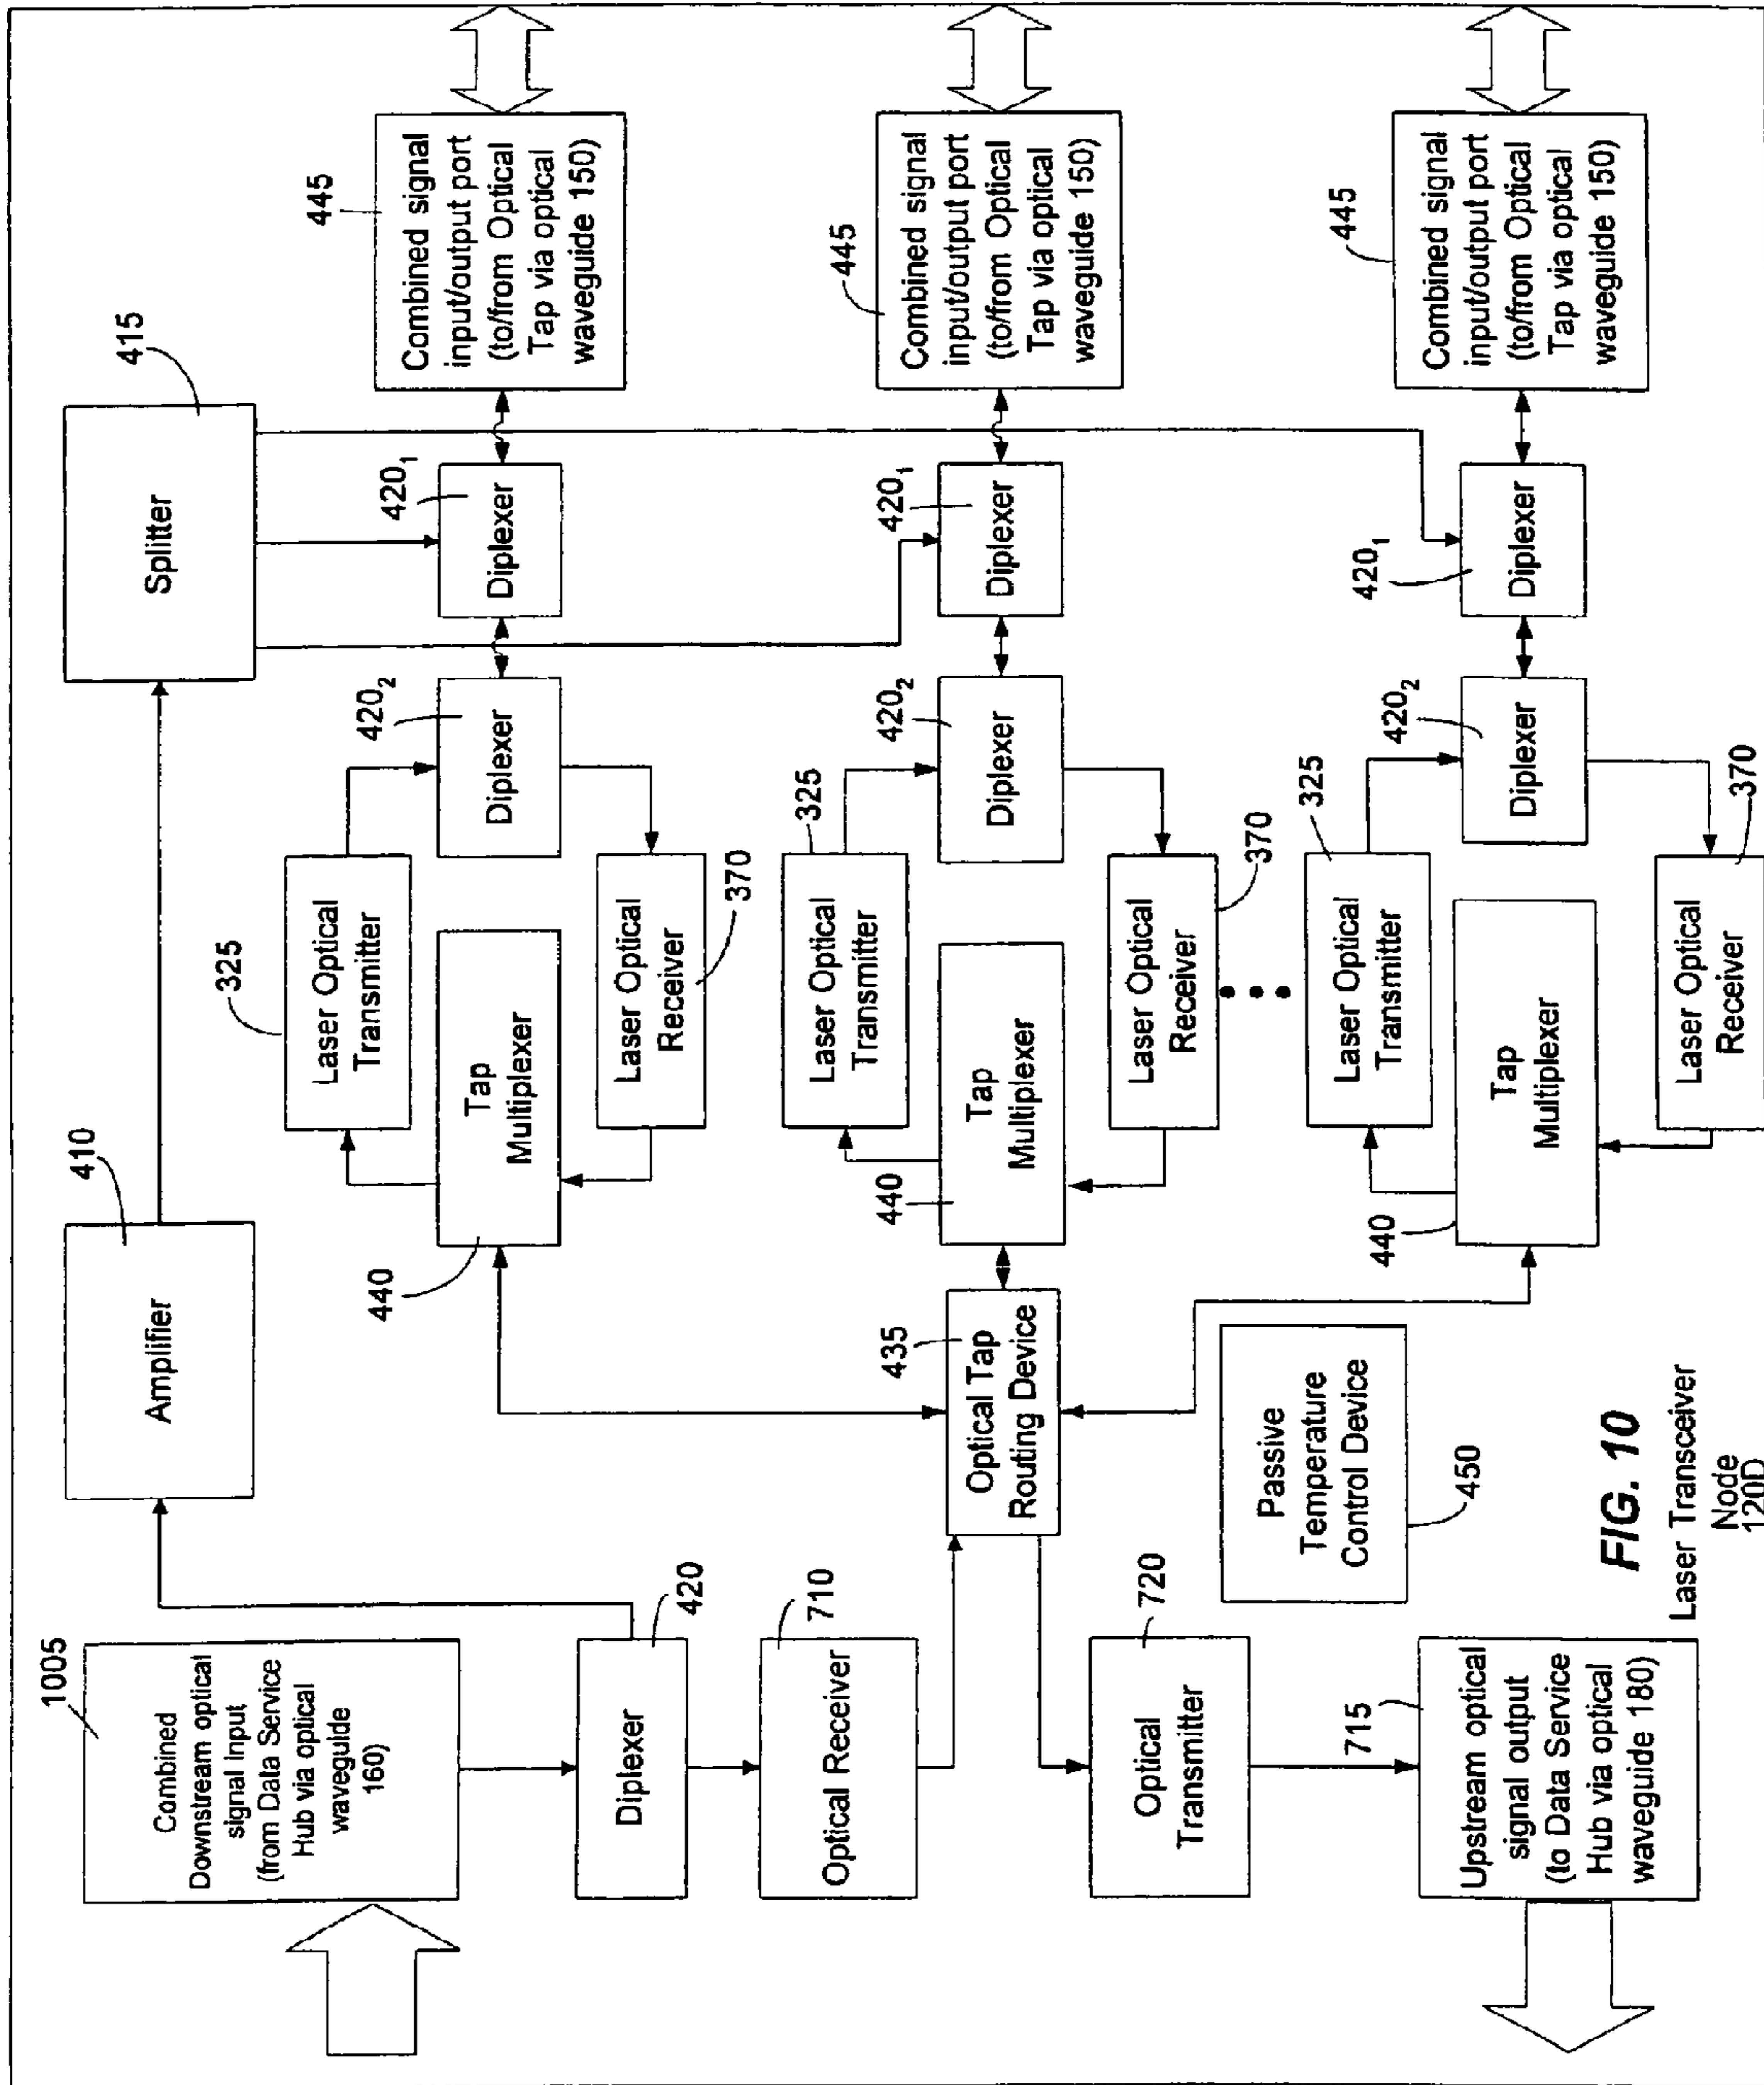 1005
Combined
Downstream optical
signal Input
(from Data Service
Hub via optical
waveguide
160)
Diplexer
420
Optical Receiver
710
Optical
Transmitter
720
715
Upstream optical
signal output
(to Data Service
Hub via optical
waveguide 180)
Amplifier
410
Splitter
415
Optical Tap
Routing Device
435
Passive
Temperature
Control Device
450
325
Laser Optical
Transmitter
Tap
Multiplexer
440
Laser Optical
Receiver
370
420₂
Diplexer
420₁
Diplexer
445
Combined signal
input/output port
(to/from Optical
Tap via optical
waveguide 150)
325
Laser Optical
Transmitter
Tap
Multiplexer
440
Laser Optical
Receiver
370
420₂
Diplexer
420₁
Diplexer
445
Combined signal
input/output port
(to/from Optical
Tap via optical
waveguide 150)
325
Laser Optical
Transmitter
Tap
Multiplexer
440
Laser Optical
Receiver
370
420₂
Diplexer
420₁
Diplexer
445
Combined signal
input/output port
(to/from Optical
Tap via optical
waveguide 150)
FIG. 10
Laser Transceiver
Node
120D